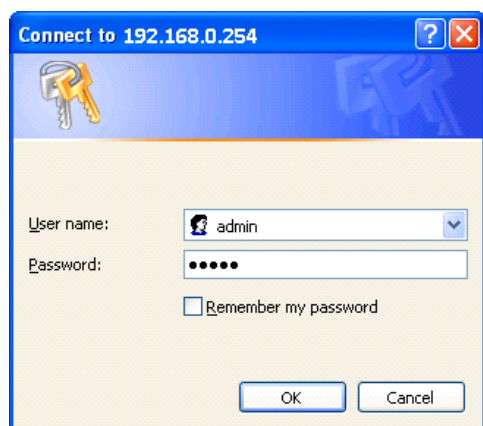 Connect to 192.168.0.254
User name:
admin
Password:
•••••
Remember my password
OK
Cancel